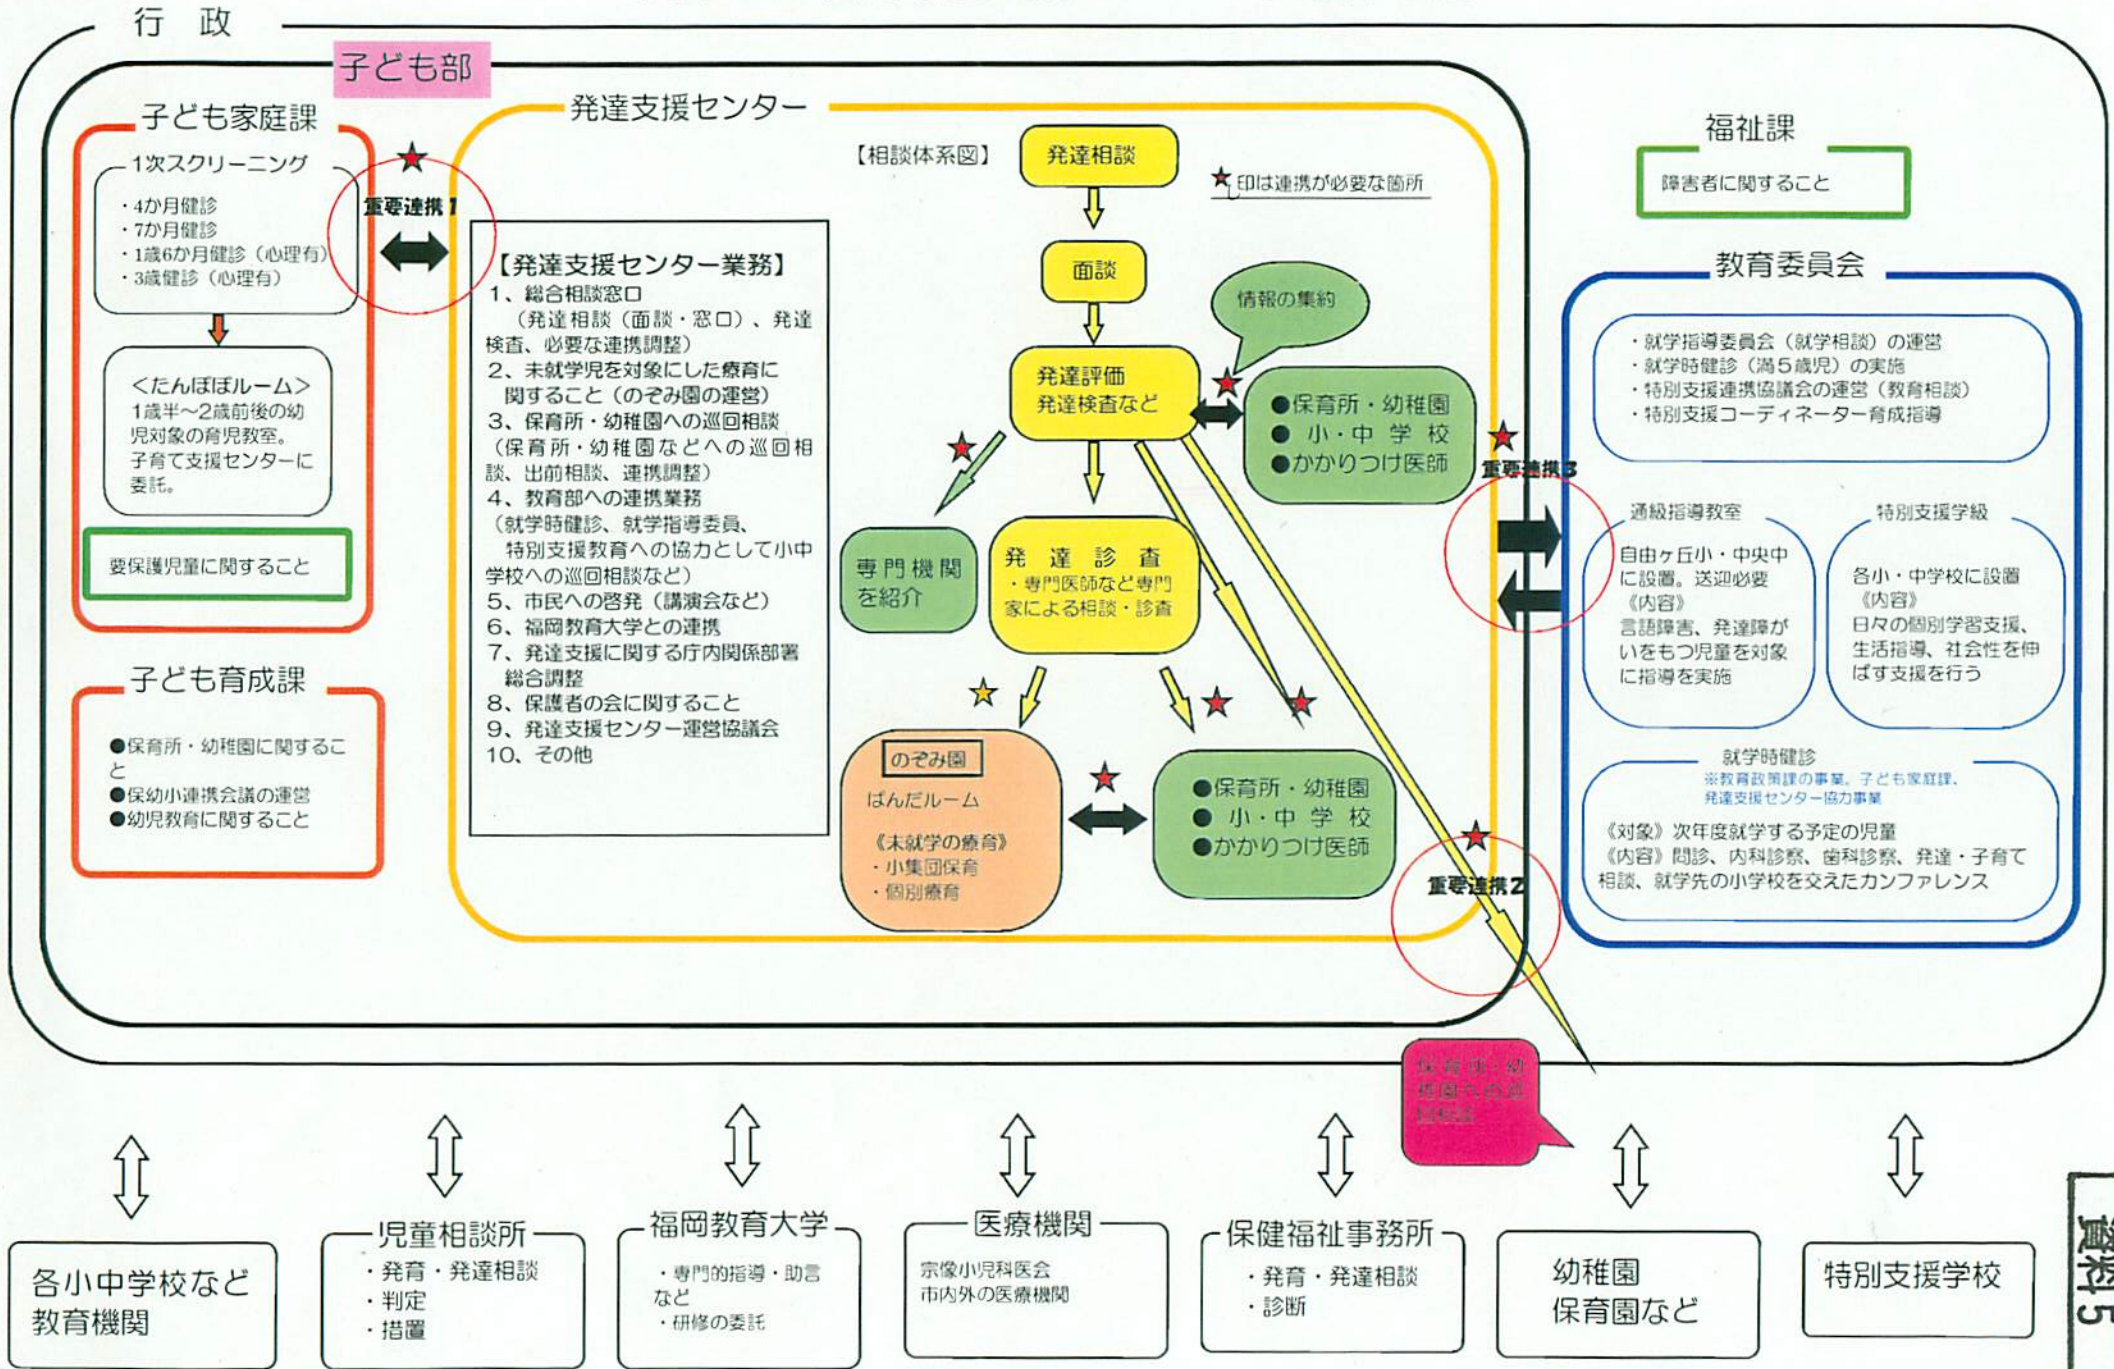 行 政
子ども部
子ども家庭課
1次スクリーニング
・4か月健診
・7か月健診
・1歳6か月健診（心理有）
・3歳健診（心理有）
＜たんぽぽルーム＞
1歳半～2歳前後の幼
児対象の育児教室。
子育て支援センターに
委託。
要保護児童に関すること
子ども育成課
●保育所・幼稚園に関するこ
と
●保幼小連携会議の運営
●幼児教育に関すること
★
重要連携1
発達支援センター
【発達支援センター業務】
1、総合相談窓口
（発達相談（面談・窓口）、発達
検査、必要な連携調整）
2、未就学児を対象にした療育に
関すること（のぞみ園の運営）
3、保育所・幼稚園への巡回相談
（保育所・幼稚園などへの巡回相
談、出前相談、連携調整）
4、教育部への連携業務
（就学時健診、就学指導委員、
特別支援教育への協力として小中
学校への巡回相談など）
5、市民への啓発（講演会など）
6、福岡教育大学との連携
7、発達支援に関する庁内関係部署
総合調整
8、保護者の会に関すること
9、発達支援センター運営協議会
10、その他
【相談体系図】
発達相談
★印は連携が必要な箇所
面談
情報の集約
発達評価
発達検査など
●保育所・幼稚園
●小・中学校
●かかりつけ医師
専門機関
を紹介
発達診査
・専門医師など専門
家による相談・診査
のぞみ園
ぱんだルーム
《未就学の療育》
・小集団保育
・個別療育
●保育所・幼稚園
●小・中学校
●かかりつけ医師
重要連携3
重要連携2
福祉課
障害者に関すること
教育委員会
・就学指導委員会（就学相談）の運営
・就学時健診（満5歳児）の実施
・特別支援連携協議会の運営（教育相談）
・特別支援コーディネーター育成指導
通級指導教室
自由ヶ丘小・中央中
に設置。送迎必要
《内容》
言語障害、発達障が
いをもつ児童を対象
に指導を実施
特別支援学級
各小・中学校に設置
《内容》
日々の個別学習支援、
生活指導、社会性を伸
ばす支援を行う
就学時健診
※教育政策課の事業。子ども家庭課、
発達支援センター協力事業
《対象》次年度就学する予定の児童
《内容》問診、内科診察、歯科診察、発達・子育て
相談、就学先の小学校を交えたカンファレンス
保育所・幼
稚園への巡
回相談
各小中学校など
教育機関
児童相談所
・発育・発達相談
・判定
・措置
福岡教育大学
・専門的指導・助言
など
・研修の委託
医療機関
宗像小児科医会
市内外の医療機関
保健福祉事務所
・発育・発達相談
・診断
幼稚園
保育園など
特別支援学校
資料5